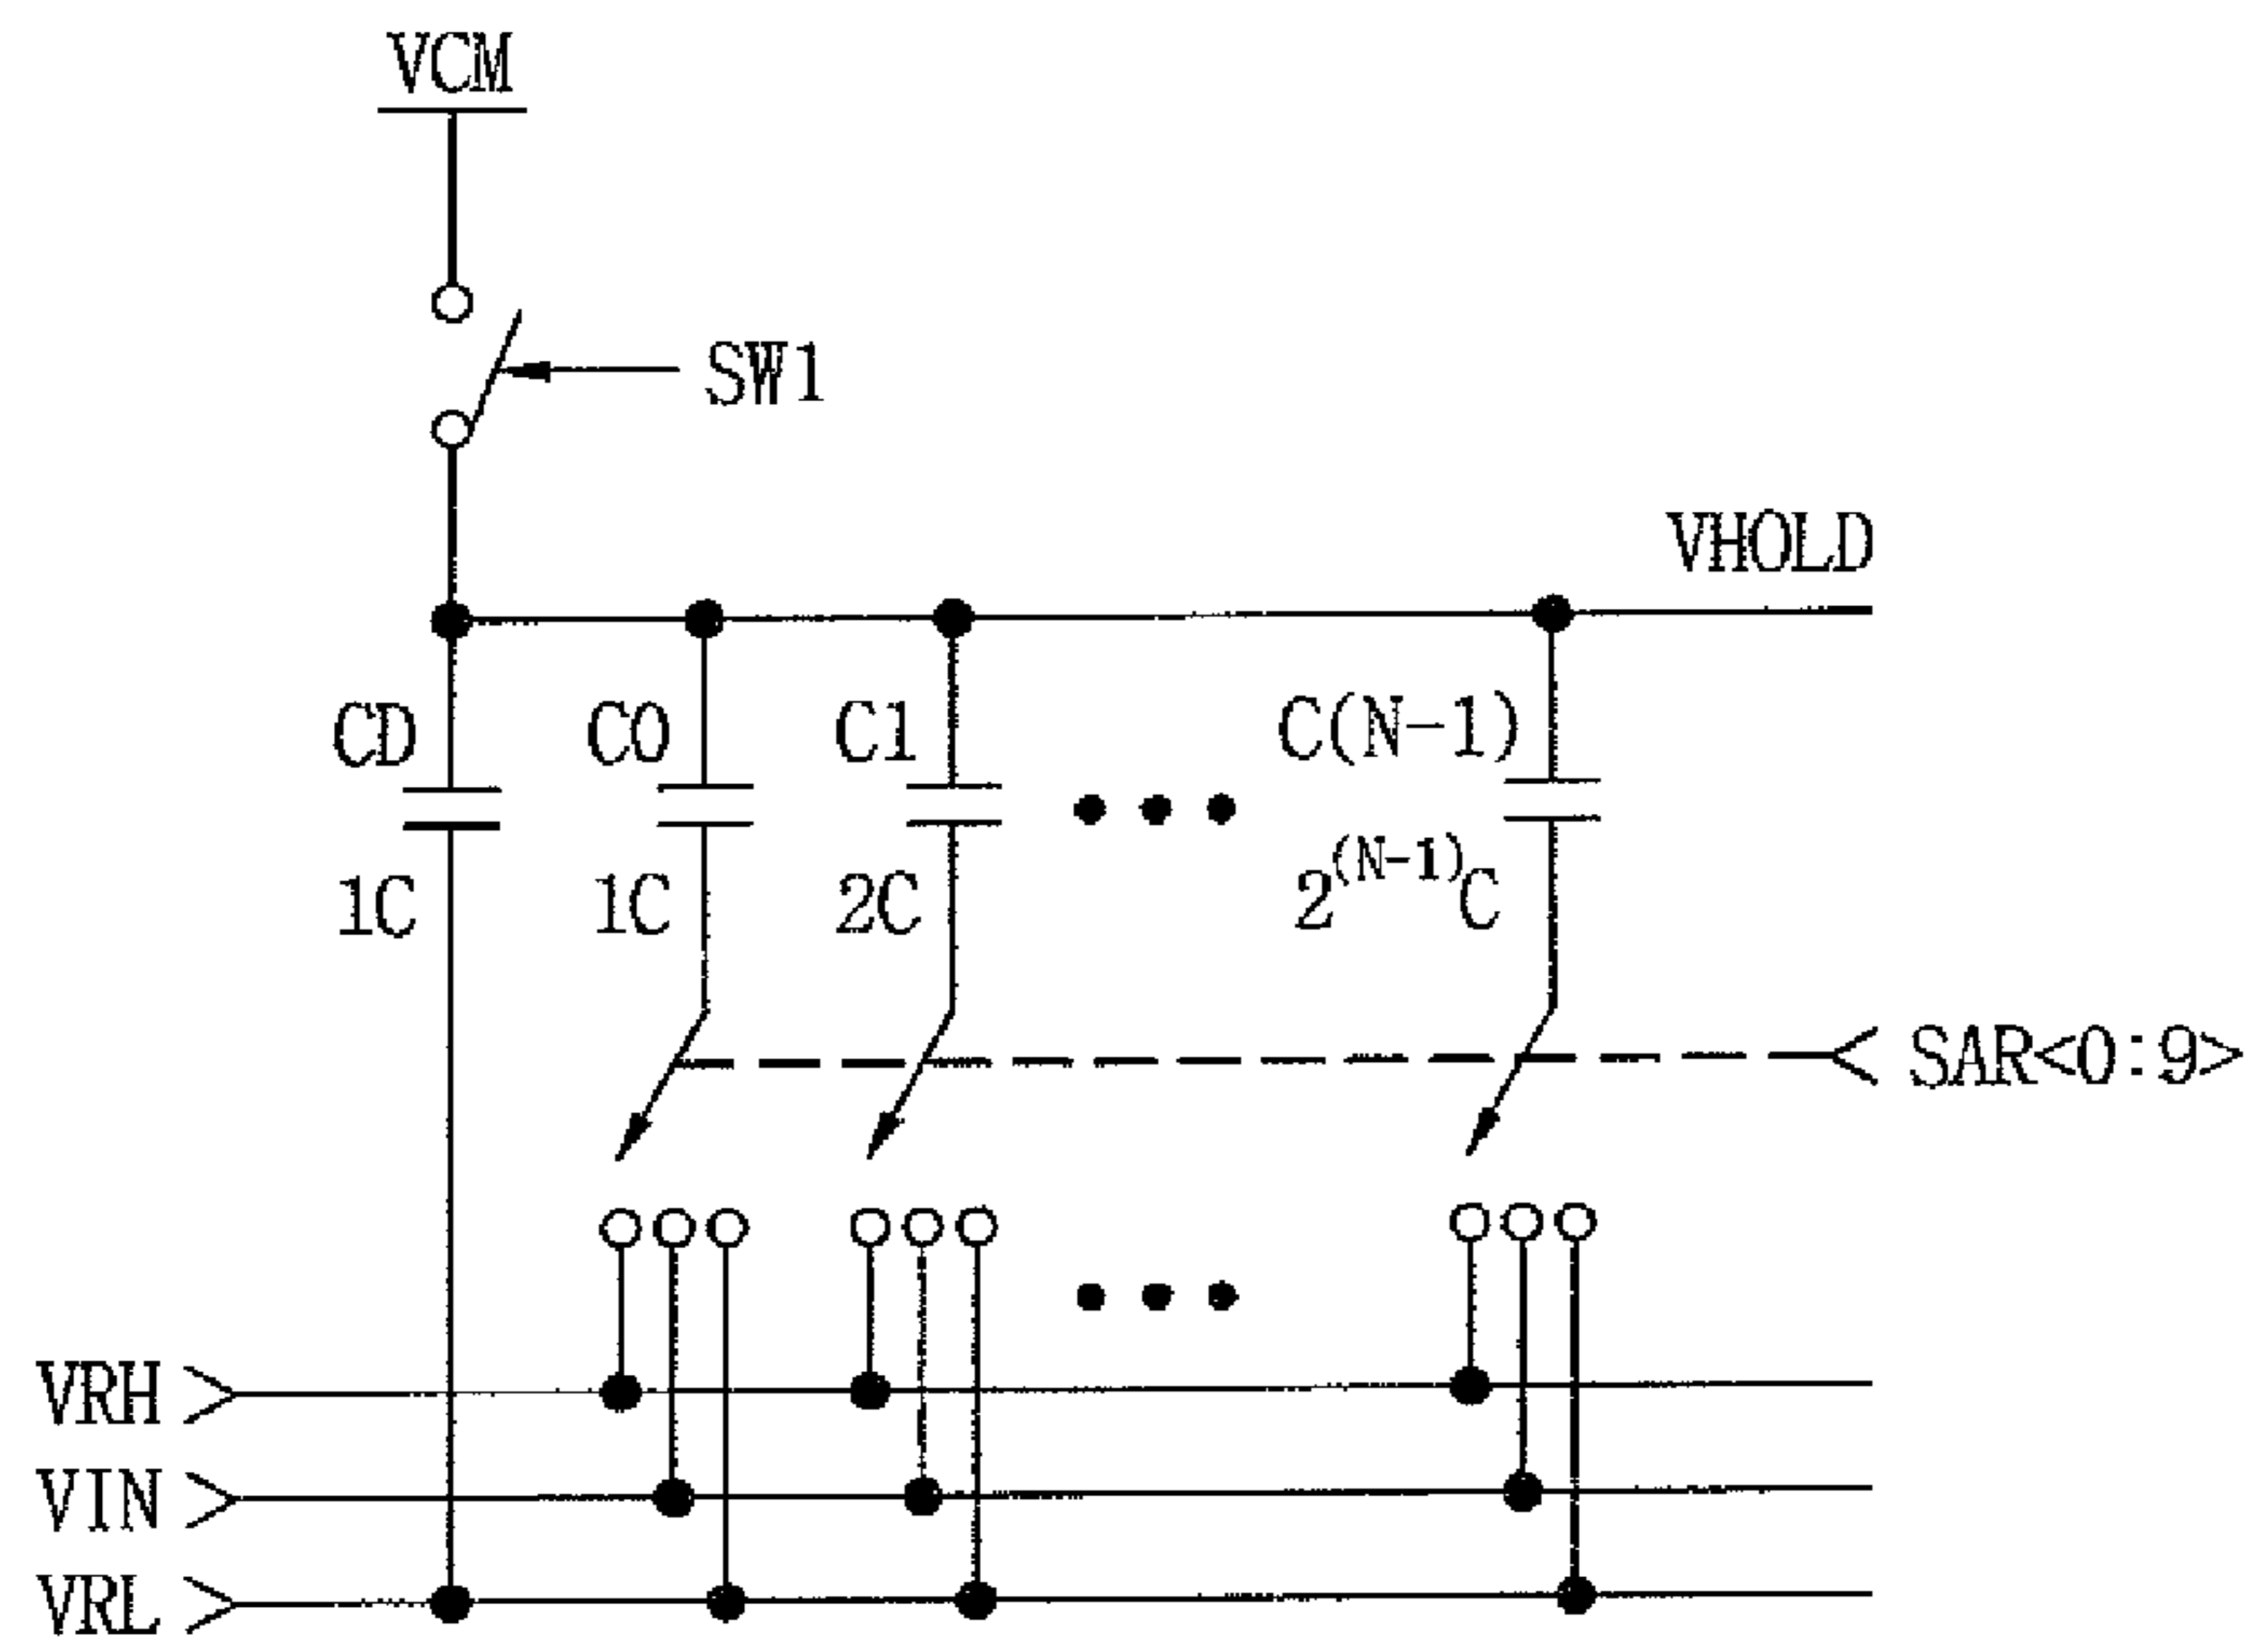 VCM
SW1
VHOLD
CD C0 C1 C(N-1)
1C 1C 2C 2^(N-1)C
SAR<0:9>
VRH
VIN
VRL